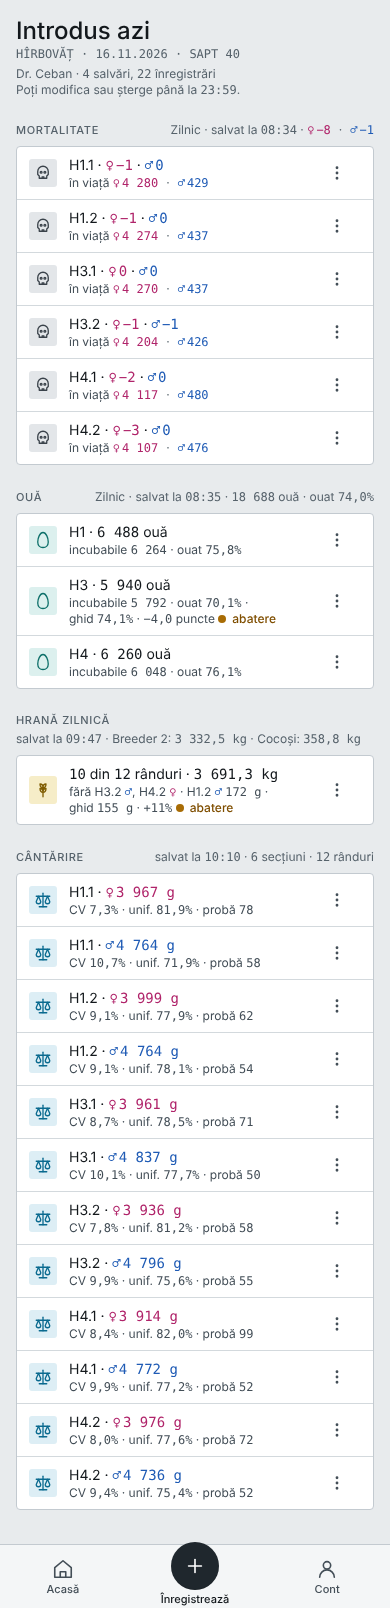 Introdus azi
HÎRBOVĂȚ · 16.11.2026 · SAPT 40
Dr. Ceban · 4 salvări, 22 înregistrări
Poți modifica sau șterge până la 23:59.
MORTALITATE Zilnic · salvat la 08:34 · ♀−8 · ♂−1
H1.1 · ♀−1 · ♂0
în viață ♀4 280 · ♂429
H1.2 · ♀−1 · ♂0
în viață ♀4 274 · ♂437
H3.1 · ♀0 · ♂0
în viață ♀4 270 · ♂437
H3.2 · ♀−1 · ♂−1
în viață ♀4 204 · ♂426
H4.1 · ♀−2 · ♂0
în viață ♀4 117 · ♂480
H4.2 · ♀−3 · ♂0
în viață ♀4 107 · ♂476
OUĂ Zilnic · salvat la 08:35 · 18 688 ouă · ouat 74,0%
H1 · 6 488 ouă
incubabile 6 264 · ouat 75,8%
H3 · 5 940 ouă
incubabile 5 792 · ouat 70,1% ·
ghid 74,1% · −4,0 puncte ● abatere
H4 · 6 260 ouă
incubabile 6 048 · ouat 76,1%
HRANĂ ZILNICĂ
salvat la 09:47 · Breeder 2: 3 332,5 kg · Cocoși: 358,8 kg
10 din 12 rânduri · 3 691,3 kg
fără H3.2 ♂, H4.2 ♀ · H1.2 ♂ 172 g ·
ghid 155 g · +11% ● abatere
CÂNTĂRIRE salvat la 10:10 · 6 secțiuni · 12 rânduri
H1.1 · ♀3 967 g
CV 7,3% · unif. 81,9% · probă 78
H1.1 · ♂4 764 g
CV 10,7% · unif. 71,9% · probă 58
H1.2 · ♀3 999 g
CV 9,1% · unif. 77,9% · probă 62
H1.2 · ♂4 764 g
CV 9,1% · unif. 78,1% · probă 54
H3.1 · ♀3 961 g
CV 8,7% · unif. 78,5% · probă 71
H3.1 · ♂4 837 g
CV 10,1% · unif. 77,7% · probă 50
H3.2 · ♀3 936 g
CV 7,8% · unif. 81,2% · probă 58
H3.2 · ♂4 796 g
CV 9,9% · unif. 75,6% · probă 55
H4.1 · ♀3 914 g
CV 8,4% · unif. 82,0% · probă 99
H4.1 · ♂4 772 g
CV 9,9% · unif. 77,2% · probă 52
H4.2 · ♀3 976 g
CV 8,0% · unif. 77,6% · probă 72
H4.2 · ♂4 736 g
CV 9,4% · unif. 75,4% · probă 52
Acasă Înregistrează Cont